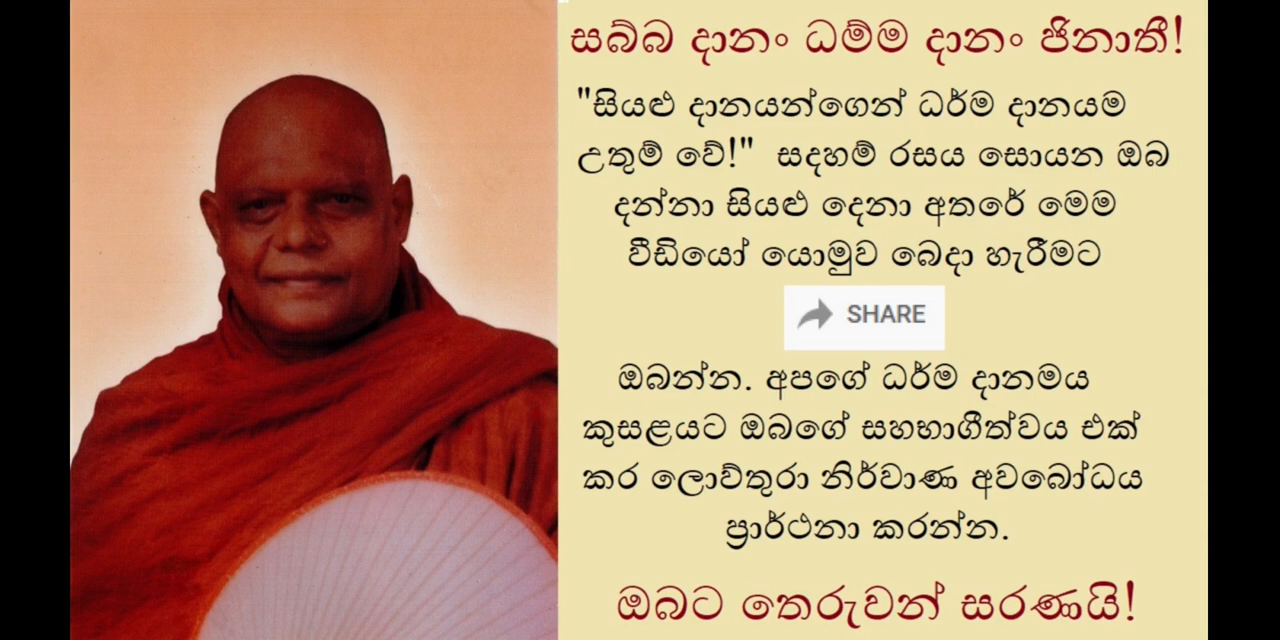 සබ්බ දානං ධම්ම දානං ජිනාතී!
"සියළු දානයන්ගෙන් ධර්ම දානයම
උතුම් වේ!" සදහම් රසය සොයන ඔබ
දන්නා සියළු දෙනා අතරේ මෙම
වීඩියෝ යොමුව බෙදා හැරීමට
SHARE
ඔබන්න. අපගේ ධර්ම දානමය
කුසළයට ඔබගේ සහභාගීත්වය එක්
කර ලොව්තුරා නිර්වාණ අවබෝධය
ප්‍රාර්ථනා කරන්න.
ඔබට තෙරුවන් සරණයි!